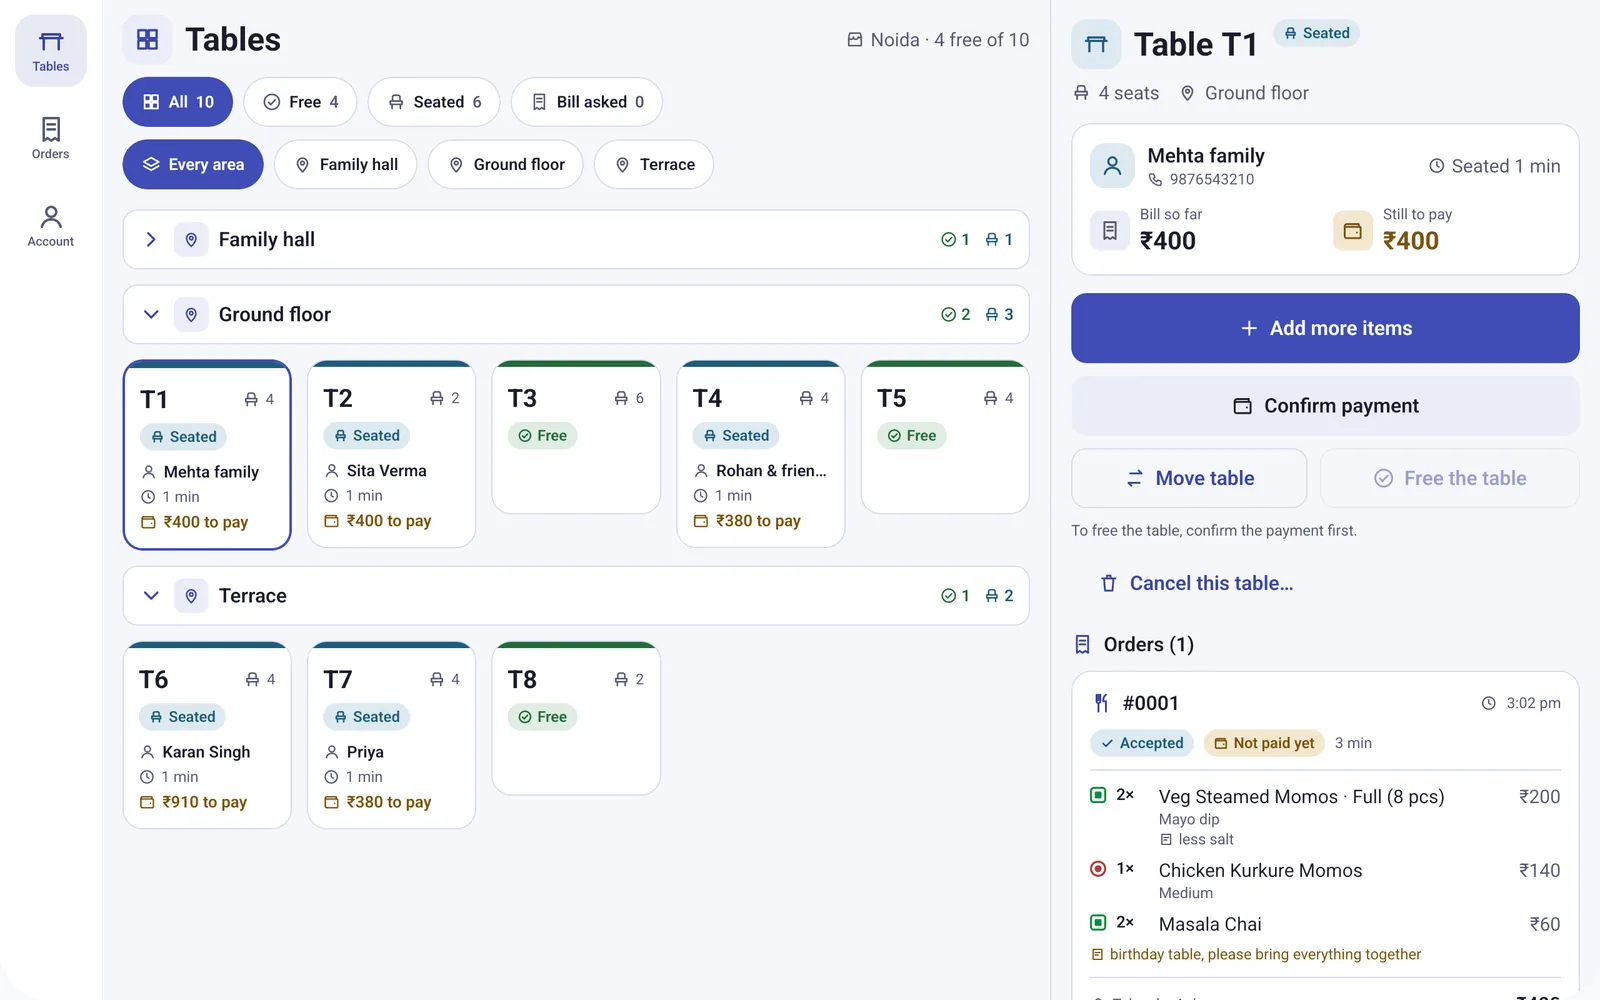 Tables
Orders
Account
Tables
Noida · 4 free of 10
All 10
Free 4
Seated 6
Bill asked 0
Every area
Family hall
Ground floor
Terrace
Family hall
1 1
Ground floor
2 3
T1 4
Seated
Mehta family
1 min
₹400 to pay
T2 2
Seated
Sita Verma
1 min
₹400 to pay
T3 6
Free
T4 4
Seated
Rohan & frien...
1 min
₹380 to pay
T5 4
Free
Terrace
1 2
T6 4
Seated
Karan Singh
1 min
₹910 to pay
T7 4
Seated
Priya
1 min
₹380 to pay
T8 2
Free
Table T1
Seated
4 seats Ground floor
Mehta family
9876543210
Seated 1 min
Bill so far
₹400
Still to pay
₹400
+ Add more items
Confirm payment
Move table
Free the table
To free the table, confirm the payment first.
Cancel this table...
Orders (1)
#0001
3:02 pm
Accepted
Not paid yet
3 min
2× Veg Steamed Momos · Full (8 pcs) ₹200
Mayo dip
less salt
1× Chicken Kurkure Momos ₹140
Medium
2× Masala Chai ₹60
birthday table, please bring everything together